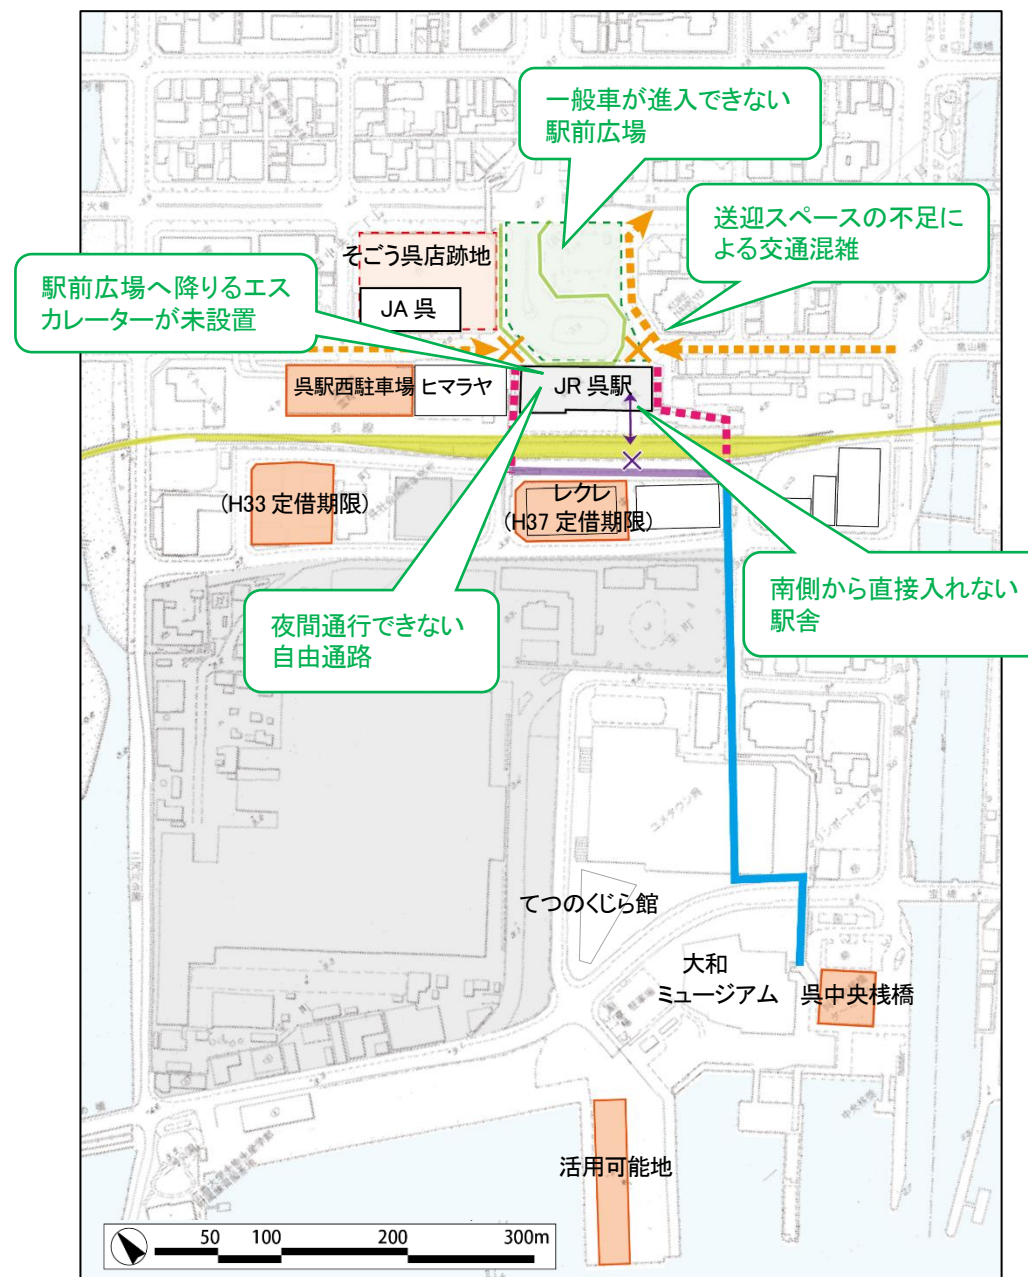 一般車が進入できない
駅前広場
送迎スペースの不足に
よる交通混雑
そごう呉店跡地
駅前広場へ降りるエス
カレーターが未設置
JA 呉
呉駅西駐車場
ヒマラヤ
JR 呉駅
(H33 定借期限)
レクレ
(H37 定借期限)
南側から直接入れない
駅舎
夜間通行できない
自由通路
てつのくじら館
大和
ミュージアム
呉中央桟橋
活用可能地
50 100 200 300m